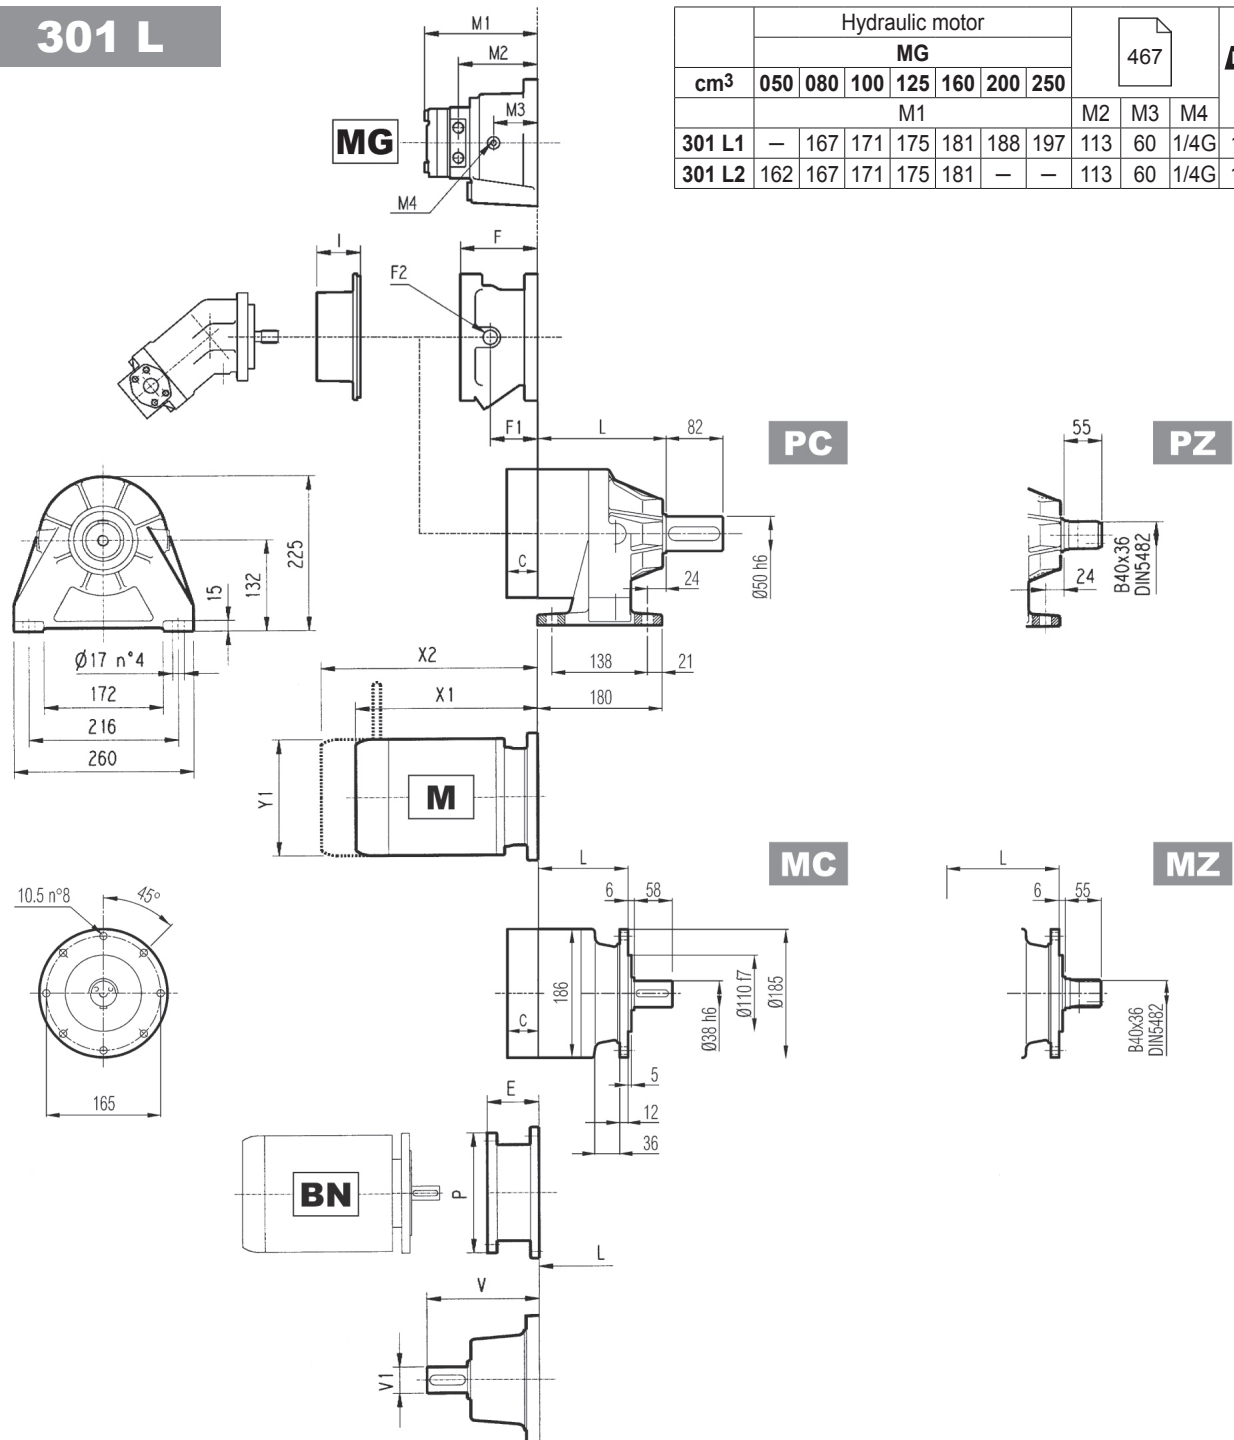 301 L
Hydraulic motor
MG
467
cm³ 050 080 100 125 160 200 250
M1 M2 M3 M4
301 L1 – 167 171 175 181 188 197 113 60 1/4G
301 L2 162 167 171 175 181 – – 113 60 1/4G
M1
M2
M3
MG
M4
I
F
F2
F1
L
82
PC
55
PZ
225
132
15
C
24
Ø50 h6
24
B40x36
DIN5482
Ø17 n°4
172
216
260
X2
138
21
X1
180
Y1
M
L
MC
L
MZ
10.5 n°8
45°
6
58
6
55
186
C
Ø38 h6
Ø110 f7
Ø185
B40x36
DIN5482
5
12
36
165
E
BN
P
L
V
V1